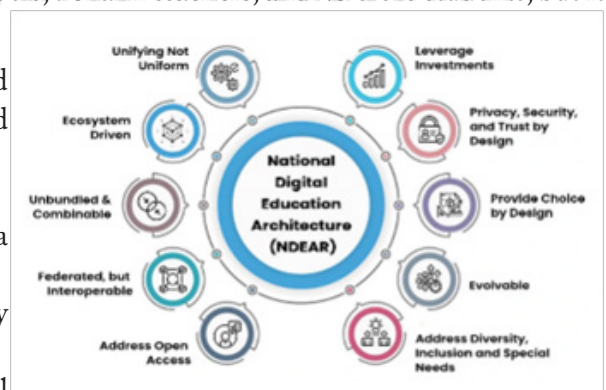 Unifying Not
Uniform
Ecosystem
Driven
Unbundled &
Combinable
Federated, but
Interoperable
Address Open
Access
National
Digital
Education
Architecture
(NDEAR)
Leverage
Investments
Privacy, Security,
and Trust by
Design
Provide Choice
by Design
Evolvable
Address Diversity,
Inclusion and Special
Needs